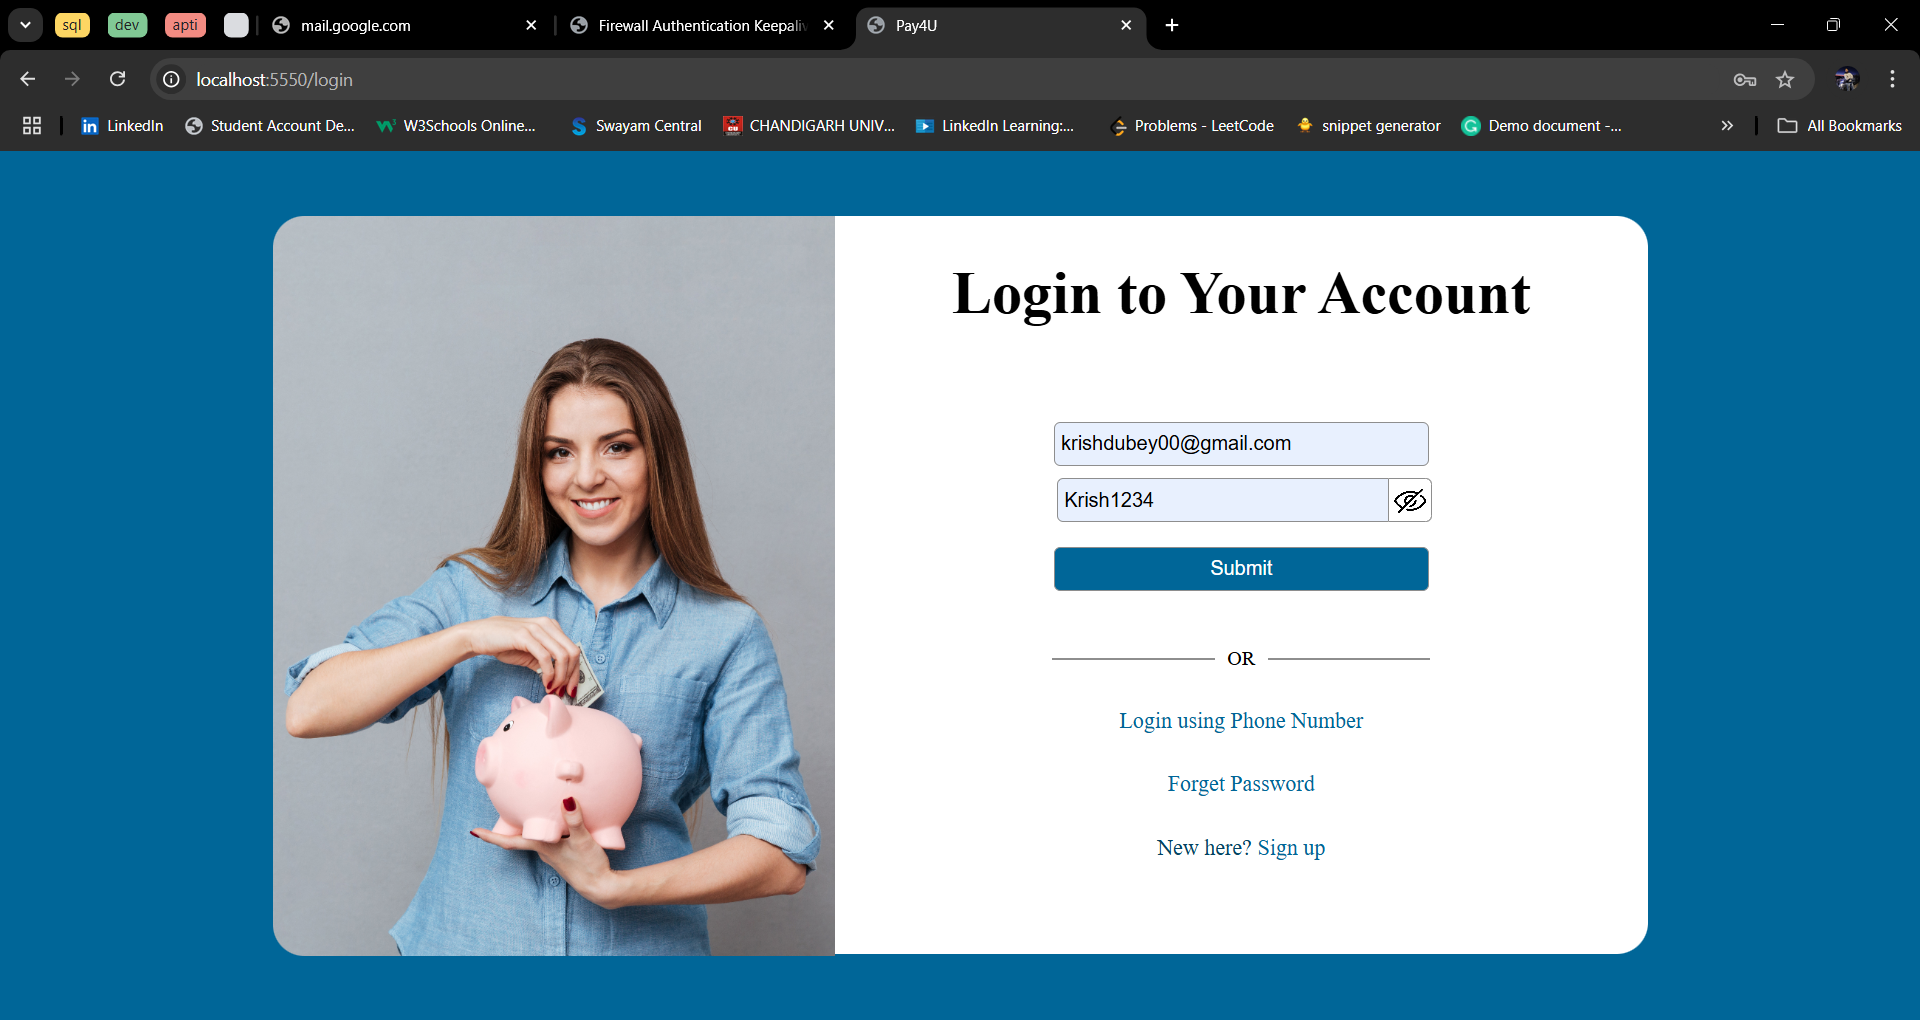 sql dev apti mail.google.com Firewall Authentication Keepaliv Pay4U
localhost:5550/login
LinkedIn Student Account De... W3Schools Online... Swayam Central CHANDIGARH UNIV... LinkedIn Learning:... Problems - LeetCode snippet generator Demo document -... All Bookmarks
Login to Your Account
krishdubey00@gmail.com
Krish1234
Submit
OR
Login using Phone Number
Forget Password
New here? Sign up